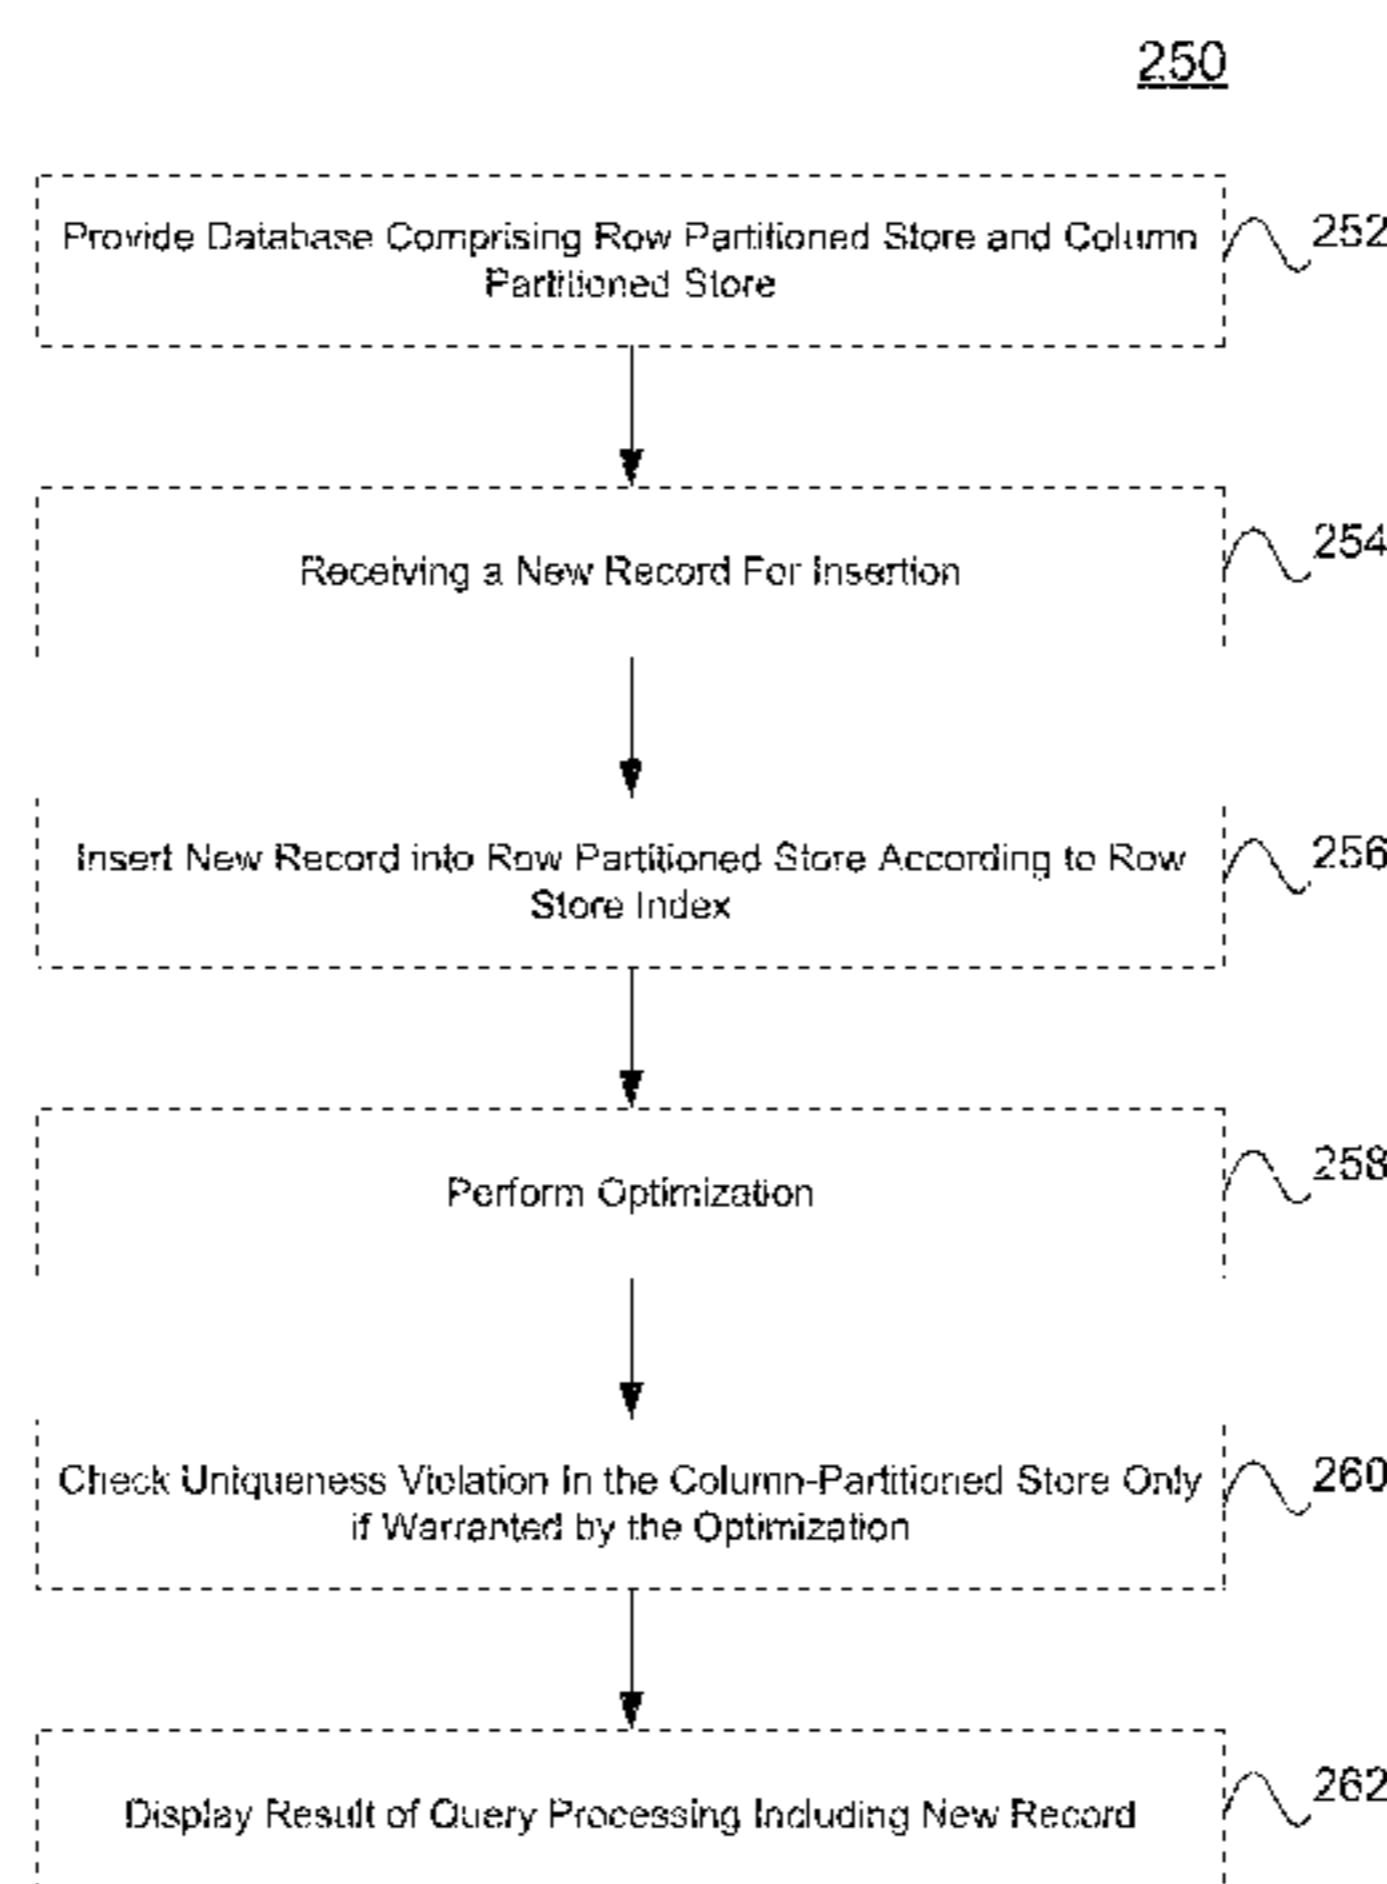 250
Provide Database Comprising Row Partitioned Store and Column
Partitioned Store
252
Receiving a New Record For Insertion
254
Insert New Record into Row Partitioned Store According to Row
Store Index
256
Perform Optimization
258
Check Uniqueness Violation In the Column-Partitioned Store Only
if Warranted by the Optimization
260
Display Result of Query Processing Including New Record
262